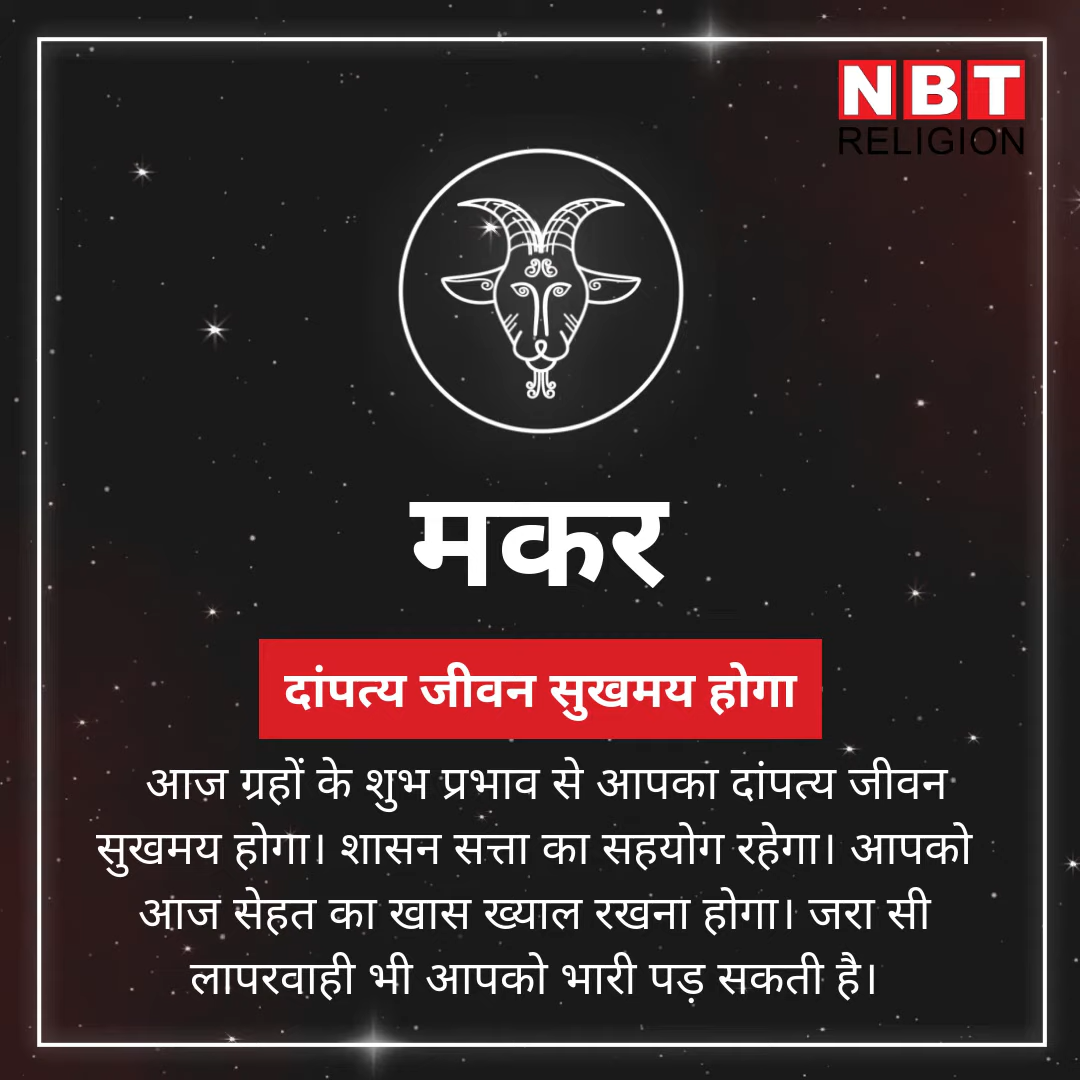 NBT
RELIGION
मकर
दांपत्य जीवन सुखमय होगा
आज ग्रहों के शुभ प्रभाव से आपका दांपत्य जीवन
सुखमय होगा। शासन सत्ता का सहयोग रहेगा। आपको
आज सेहत का खास ख्याल रखना होगा। जरा सी
लापरवाही भी आपको भारी पड़ सकती है।